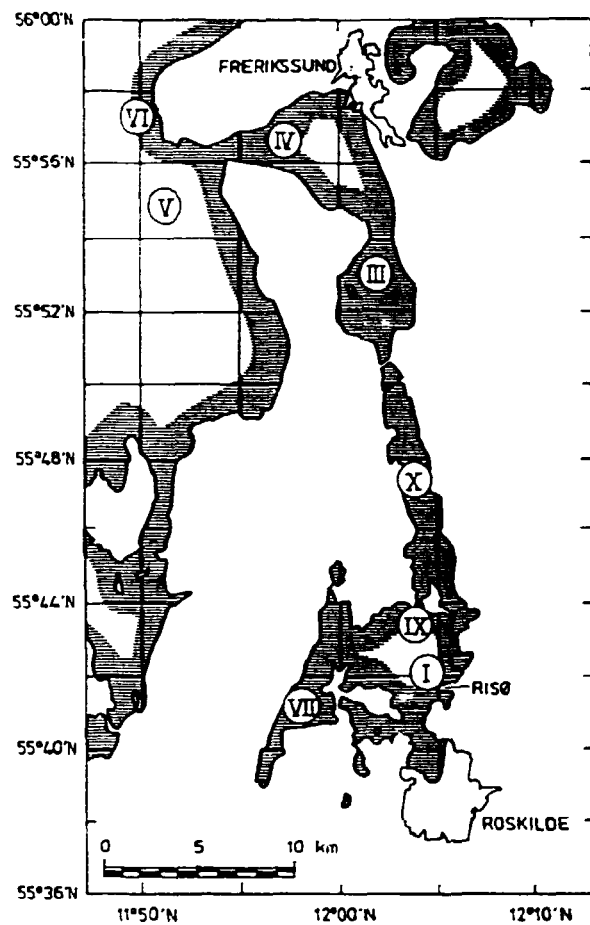 56°00'N
FRERIKSSUND
VI
IV
55°56'
V
III
55°52'N
55°48'N
X
55°44'N
IX
I
RISØ
VII
55°40'N
ROSKILDE
0 5 10 km
55°36'N
11°50'N 12°00'N 12°10'N